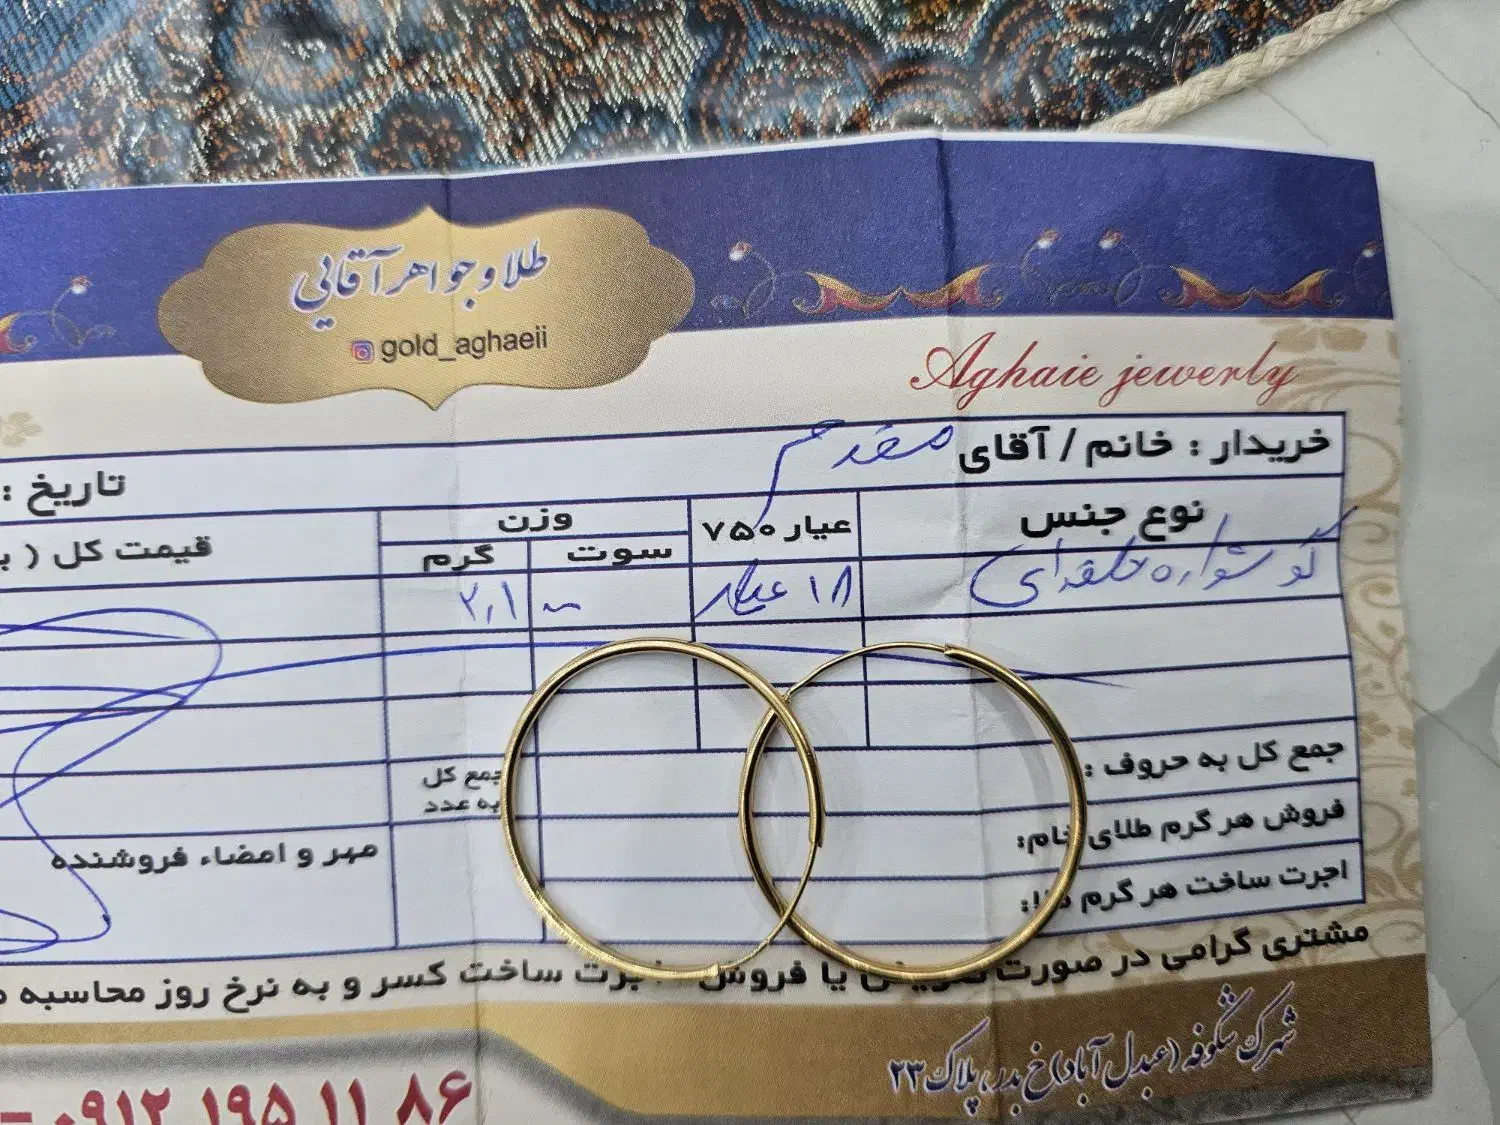 طلا و جواهر آقایی
gold_aghaeii
Aghaie jewerly
خریدار : خانم / آقای مقدم
تاریخ :
نوع جنس
عیار ۷۵۰
وزن
سوت
گرم
قیمت کل (
گوشواره حلقه‌ای
۱۸ عیار
۲,۱
جمع کل به حروف :
جمع کل به عدد
فروش هر گرم طلای خام:
اجرت ساخت هر گرم
مهر و امضاء فروشنده
مشتری گرامی در صورت تعویض یا فروش اجرت ساخت کسر و به نرخ روز محاسبه
شهرک شکوفه (عبدل آباد) خ بدر، پلاک ۲۳
۰۹۱۲ ۱۹۵ ۱۱ ۸۶ –